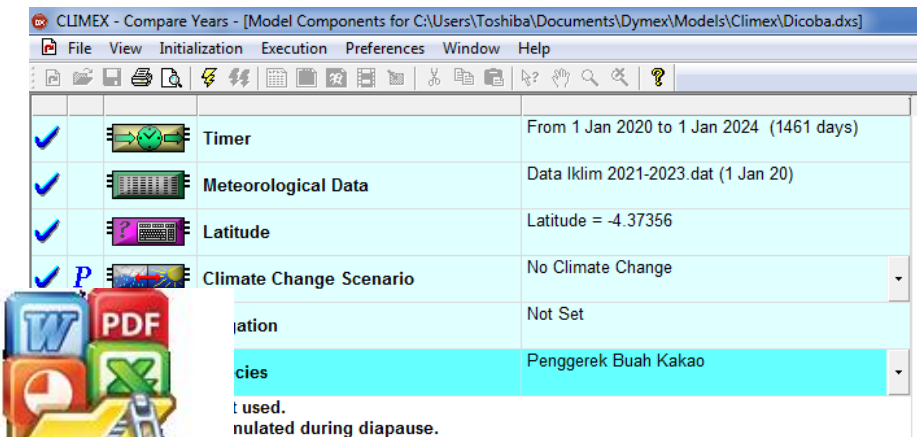 CLIMEX - Compare Years - [Model Components for C:\Users\Toshiba\Documents\Dymex\Models\Climex\Dicoba.dxs]
File View Initialization Execution Preferences Window Help
Timer From 1 Jan 2020 to 1 Jan 2024 (1461 days)
Meteorological Data Data Iklim 2021-2023.dat (1 Jan 20)
Latitude Latitude = -4.37356
P Climate Change Scenario No Climate Change
Not Set
Penggerek Buah Kakao
W PDF
X
used.
during diapause.